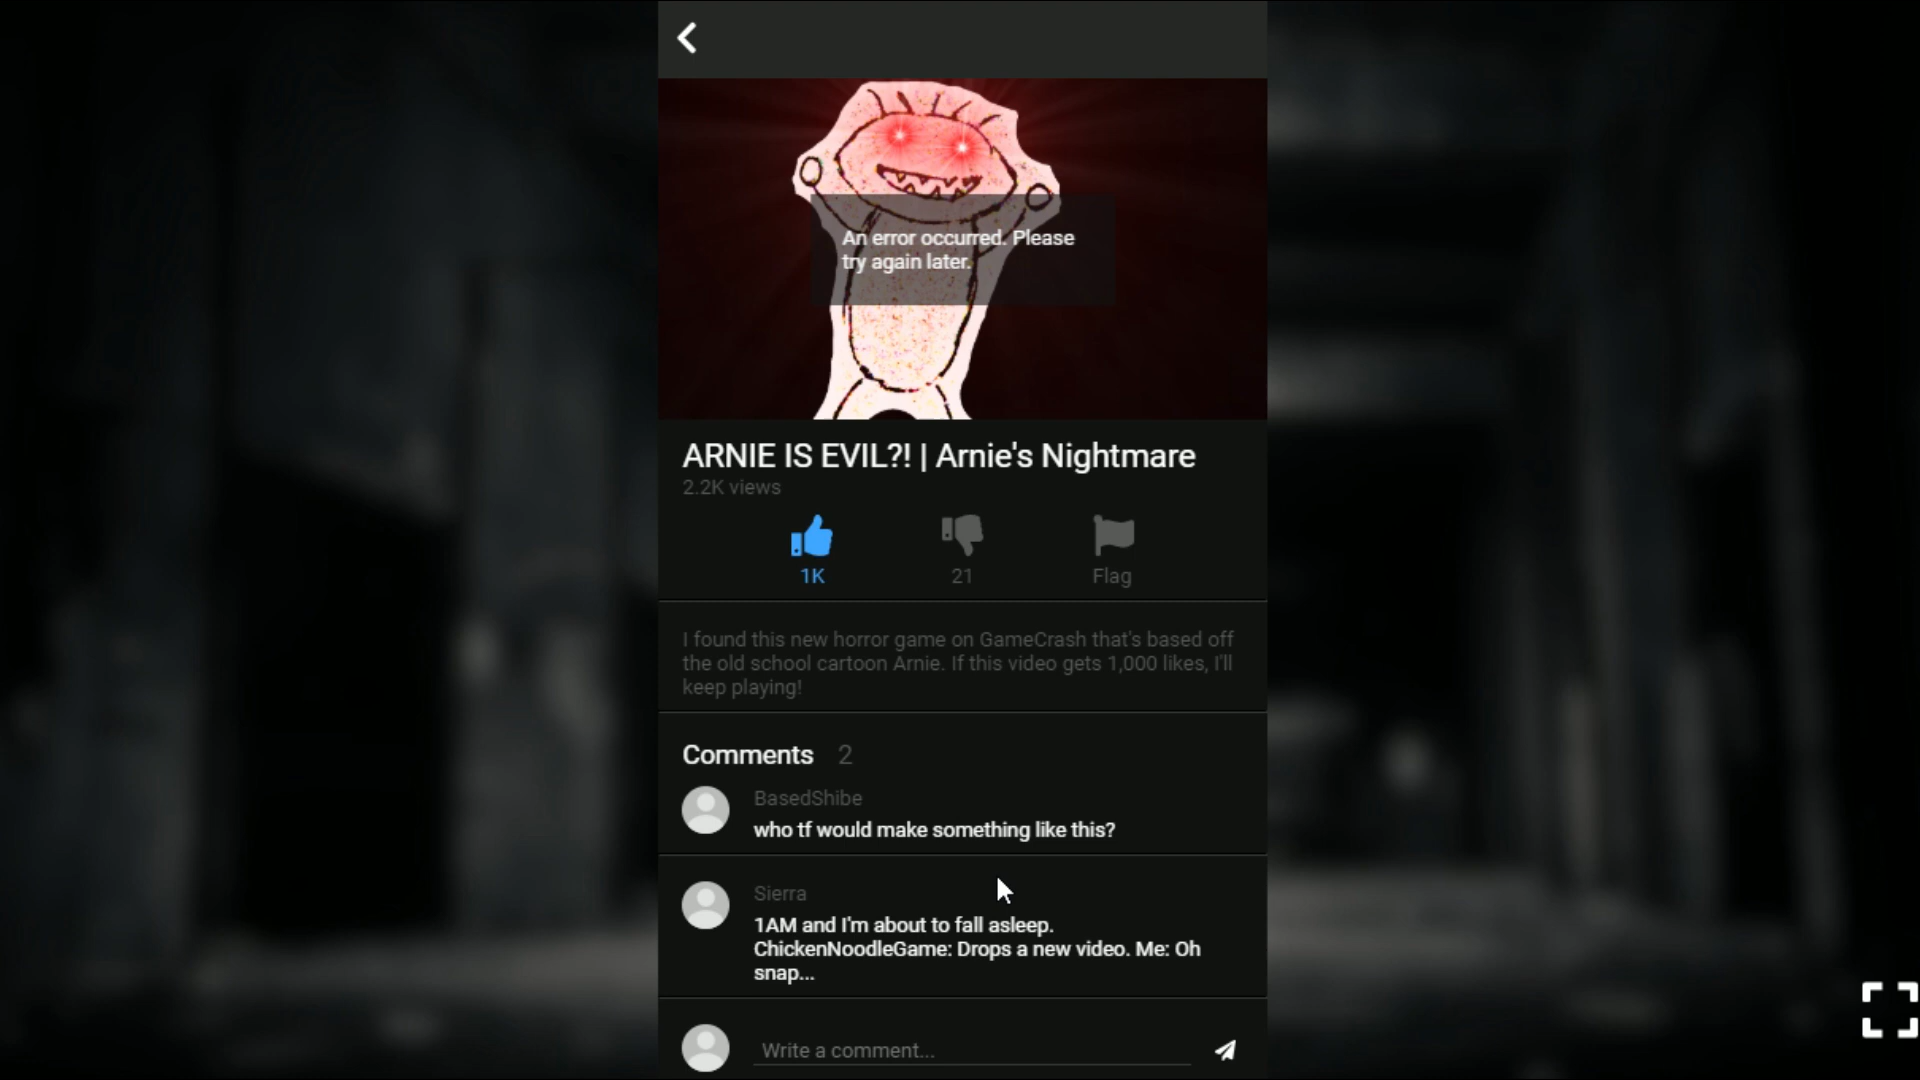 An error occurred. Please
try again later.
ARNIE IS EVIL?! | Arnie's Nightmare
2.2K views
1K
21
Flag
I found this new horror game on GameCrash that's based off
the old school cartoon Arnie. If this video gets 1,000 likes, I'll
keep playing!
Comments 2
BasedShibe
who tf would make something like this?
Sierra
1AM and I'm about to fall asleep.
ChickenNoodleGame: Drops a new video. Me: Oh
snap...
Write a comment...